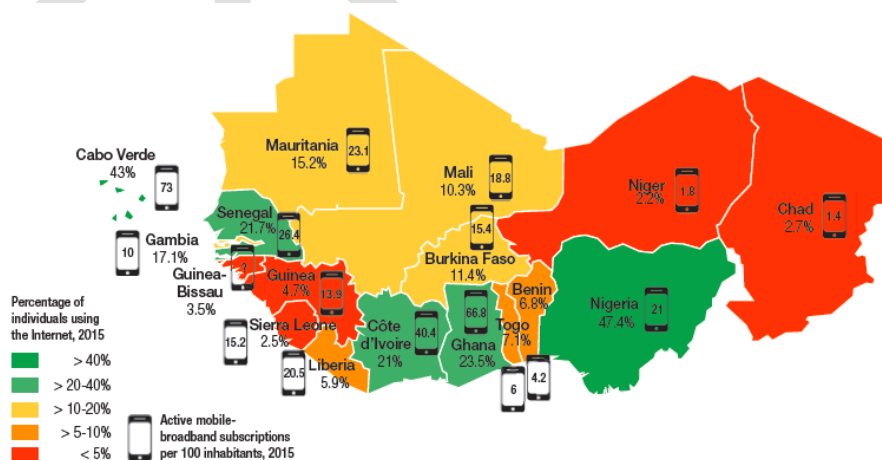 Cabo Verde
43%
73
Mauritania
15.2%
23.1
Mali
10.3%
18.8
Niger
2.2%
1.8
Chad
2.7%
1.4
Senegal
21.7%
26.4
Gambia
17.1%
10
Guinea-
Bissau
3.5%
Guinea
4.7%
13.9
Burkina Faso
11.4%
15.4
Benin
6.8%
4.2
Nigeria
47.4%
21
Sierra Leone
2.5%
15.2
Liberia
5.9%
20.5
Côte
d'Ivoire
21%
40.4
66.8
Ghana
23.5%
Togo
7.1%
6
Percentage of
individuals using
the Internet, 2015
> 40%
> 20-40%
> 10-20%
> 5-10%
< 5%
Active mobile-
broadband subscriptions
per 100 inhabitants, 2015